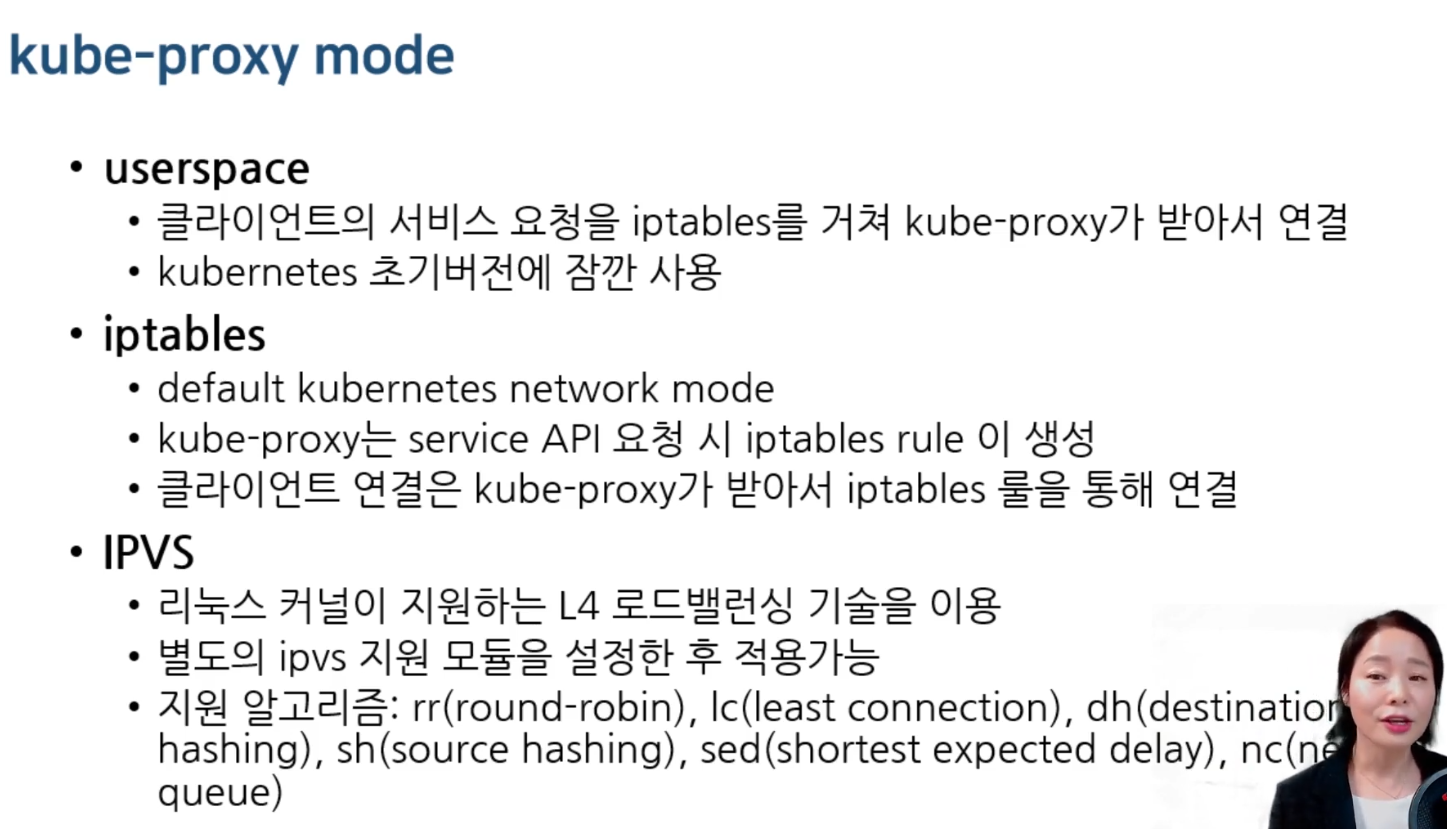 kube-proxy mode
• userspace
• 클라이언트의 서비스 요청을 iptables를 거쳐 kube-proxy가 받아서 연결
• kubernetes 초기버전에 잠깐 사용
• iptables
• default kubernetes network mode
• kube-proxy는 service API 요청 시 iptables rule 이 생성
• 클라이언트 연결은 kube-proxy가 받아서 iptables 룰을 통해 연결
• IPVS
• 리눅스 커널이 지원하는 L4 로드밸런싱 기술을 이용
• 별도의 ipvs 지원 모듈을 설정한 후 적용가능
• 지원 알고리즘: rr(round-robin), lc(least connection), dh(destination
hashing), sh(source hashing), sed(shortest expected delay),
queue)